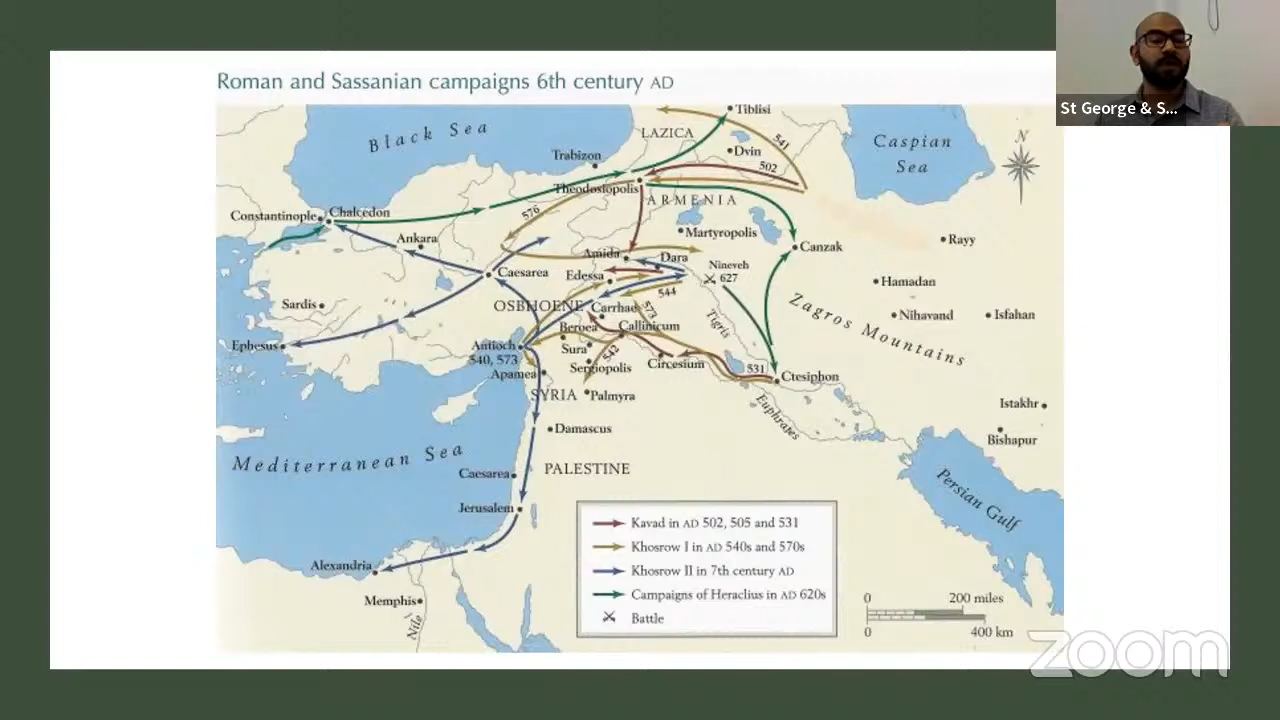 St George & S...
Roman and Sassanian campaigns 6th century AD
Black Sea
Caspian
Sea
N
Tiblisi
LAZICA
541
Trabizon
Dvin
502
Theodosiopolis
ARMENIA
Constantinople
Chalcedon
576
Ankara
Martyropolis
Canzak
Rayy
Amida
Dara
Nineveh
627
Caesarea
Edessa
Hamadan
544
OSBHOENE
Carrhae
573
Sardis
Zagros Mountains
Nihavand
Isfahan
Tigris
Beroea
Callinicum
Ephesus
Antioch
540, 573
Sura
542
Sergiopolis
Circesium
531
Ctesiphon
Apamea
SYRIA
Palmyra
Euphrates
Istakhr
Bishapur
Damascus
Mediterranean Sea
Caesarea
PALESTINE
Persian Gulf
Jerusalem
Alexandria
Memphis
Nile
Kavad in AD 502, 505 and 531
Khosrow I in AD 540s and 570s
Khosrow II in 7th century AD
Campaigns of Heraclius in AD 620s
Battle
0 200 miles
0 400 km
zoom